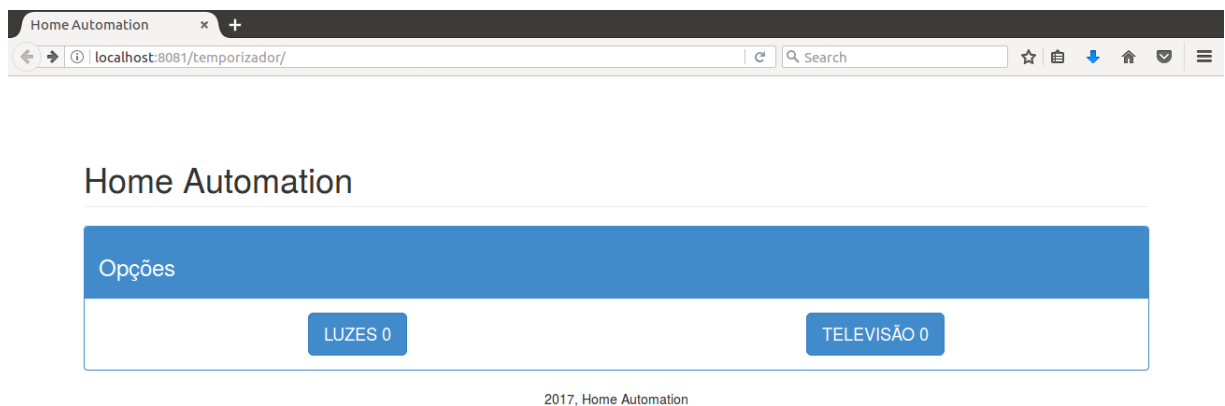 Home Automation
localhost:8081/temporizador/
Search
Home Automation
Opções
LUZES 0
TELEVISÃO 0
2017, Home Automation